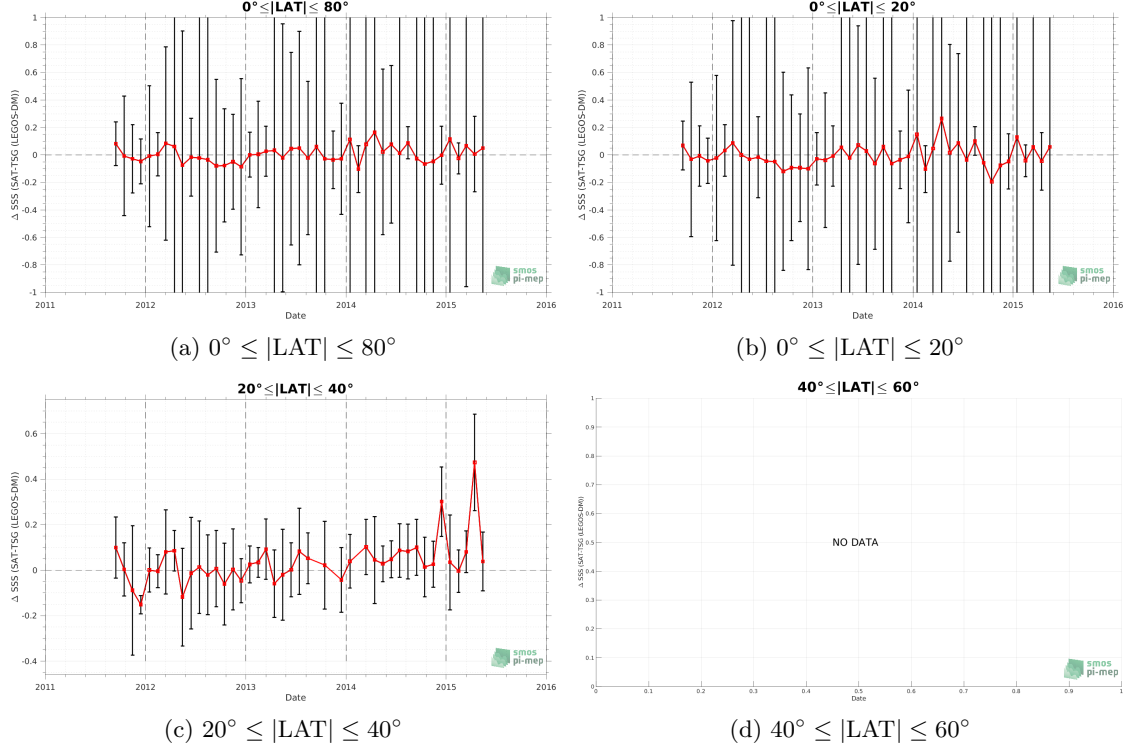 0°≤|LAT|≤ 80°
1
0.8
0.6
0.4
0.2
0
-0.2
-0.4
-0.6
-0.8
-1
Δ SSS (SAT-TSG (LEGOS-DM))
2011 2012 2013 2014 2015 2016
Date
smos
pi-mep
(a) 0° ≤ |LAT| ≤ 80°
0°≤|LAT|≤ 20°
1
0.8
0.6
0.4
0.2
0
-0.2
-0.4
-0.6
-0.8
-1
Δ SSS (SAT-TSG (LEGOS-DM))
2011 2012 2013 2014 2015 2016
Date
smos
pi-mep
(b) 0° ≤ |LAT| ≤ 20°
20°≤|LAT|≤ 40°
0.6
0.4
0.2
0
-0.2
-0.4
Δ SSS (SAT-TSG (LEGOS-DM))
2011 2012 2013 2014 2015 2016
Date
smos
pi-mep
(c) 20° ≤ |LAT| ≤ 40°
40°≤|LAT|≤ 60°
1
0.9
0.8
0.7
0.6
0.5
0.4
0.3
0.2
0.1
0
Δ SSS (SAT-TSG (LEGOS-DM))
NO DATA
0 0.1 0.2 0.3 0.4 0.5 0.6 0.7 0.8 0.9 1
Date
smos
pi-mep
(d) 40° ≤ |LAT| ≤ 60°